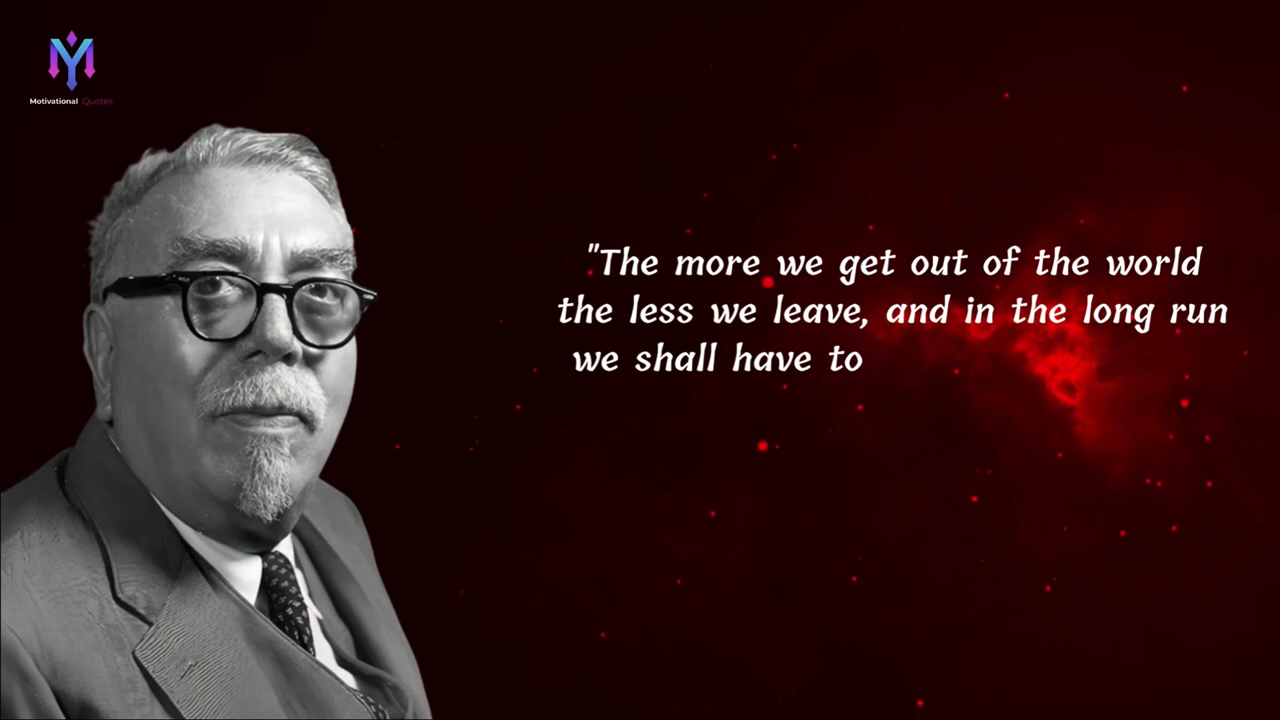 Motivational Quotes
"The more we get out of the world
the less we leave, and in the long run
we shall have to